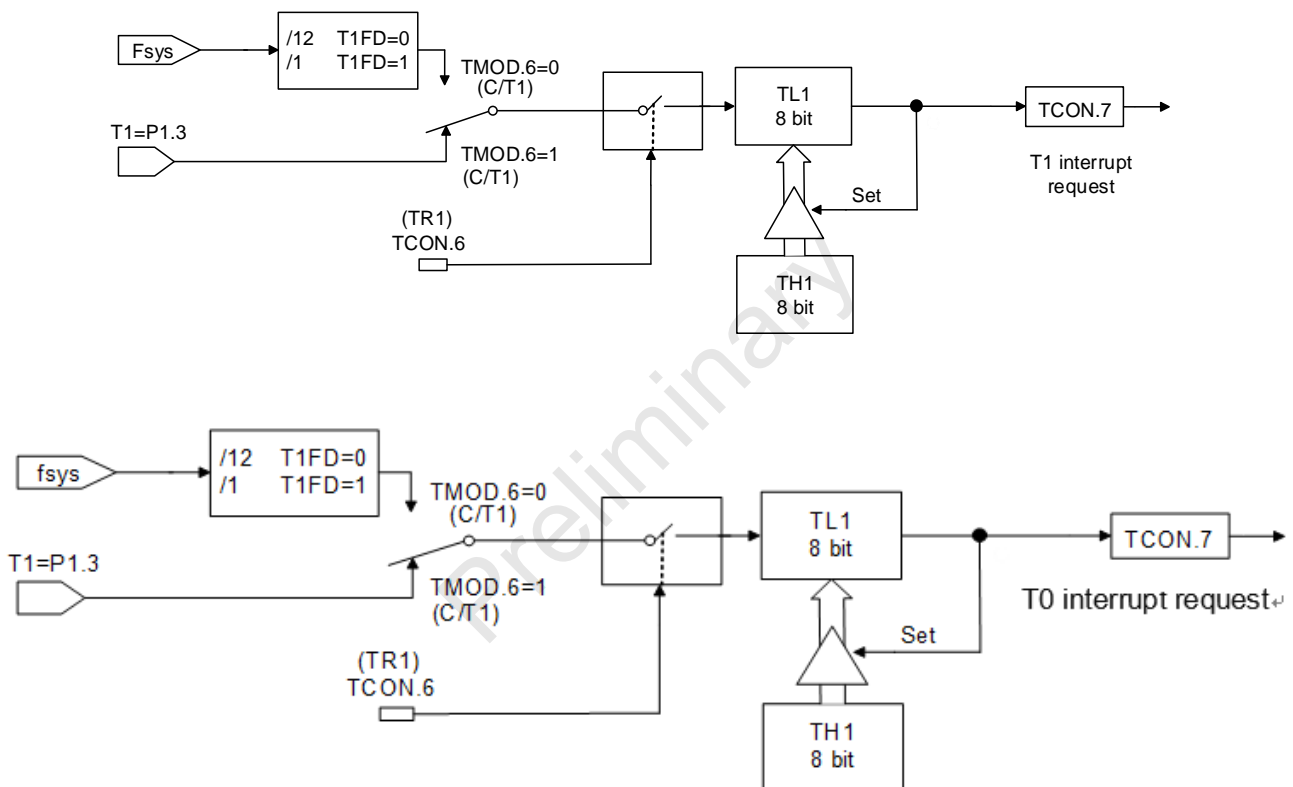 Fsys
/12 T1FD=0
/1 T1FD=1
TMOD.6=0
(C/T1)
T1=P1.3
TMOD.6=1
(C/T1)
(TR1)
TCON.6
TL1
8 bit
TCON.7
T1 interrupt
request
Set
TH1
8 bit
Preliminary
fsys
/12 T1FD=0
/1 T1FD=1
TMOD.6=0
(C/T1)
T1=P1.3
TMOD.6=1
(C/T1)
(TR1)
TCON.6
TL1
8 bit
TCON.7
T0 interrupt request↵
Set
TH1
8 bit